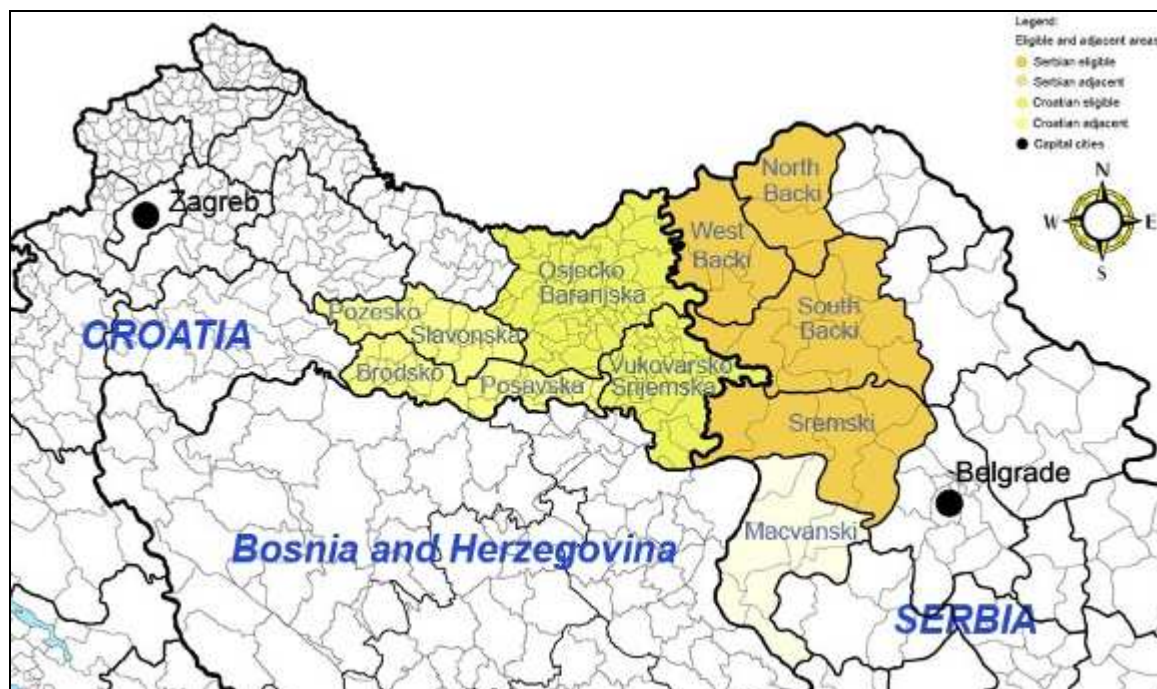 Legend:
Eligible and adjacent areas
Serbian eligible
Serbian adjacent
Croatian eligible
Croatian adjacent
Capital cities
N
W
E
S
North
Backi
Zagreb
West
Backi
Osjecko
Baranjska
South
Backi
Pozesko
Slavonska
CROATIA
Vukovarsko
Srijemska
Brodsko
Posavska
Sremski
Belgrade
Macvanski
Bosnia and Herzegovina
SERBIA